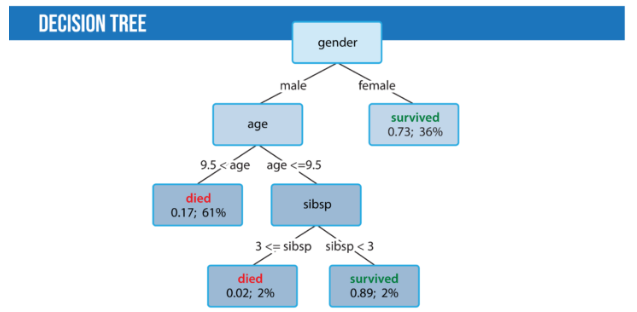 DECISION TREE
gender
male
female
age
survived
0.73; 36%
9.5 < age
age <=9.5
died
0.17; 61%
sibsp
3 <= sibsp
sibsp < 3
died
0.02; 2%
survived
0.89; 2%